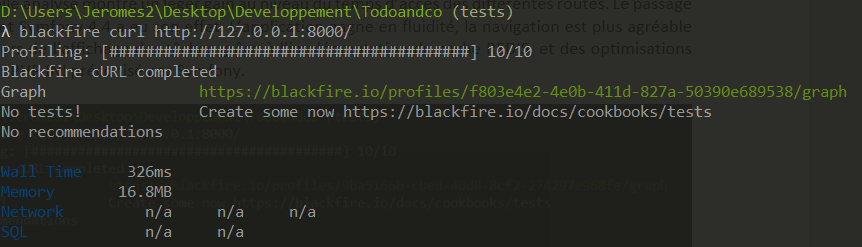 D:\Users\Jeromes2\Desktop\Developpement\Todoandco (tests)
λ blackfire curl http://127.0.0.1:8000/
Profiling: [########################################] 10/10
Blackfire cURL completed
Graph https://blackfire.io/profiles/f803e4e2-4e0b-411d-827a-50390e689538/graph
No tests! Create some now https://blackfire.io/docs/cookbooks/tests
No recommendations
Wall Time 326ms
Memory 16.8MB
Network n/a n/a n/a
SQL n/a n/a